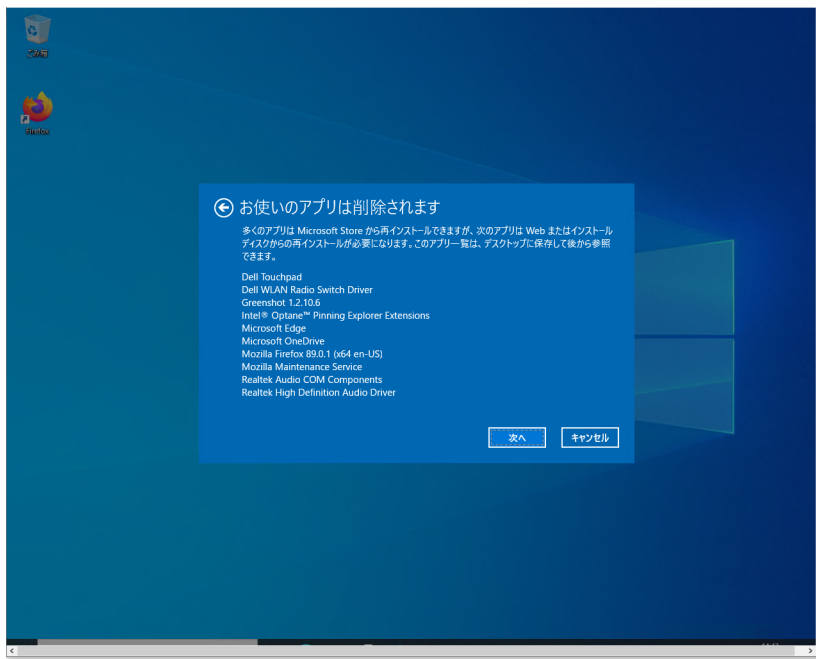 ごみ箱
Firefox
お使いのアプリは削除されます
多くのアプリは Microsoft Store から再インストールできますが、次のアプリは Web またはインストール
ディスクからの再インストールが必要になります。このアプリ一覧は、デスクトップに保存して後から参照
できます。
Dell Touchpad
Dell WLAN Radio Switch Driver
Greenshot 1.2.10.6
Intel® Optane™ Pinning Explorer Extensions
Microsoft Edge
Microsoft OneDrive
Mozilla Firefox 89.0.1 (x64 en-US)
Mozilla Maintenance Service
Realtek Audio COM Components
Realtek High Definition Audio Driver
次へ
キャンセル